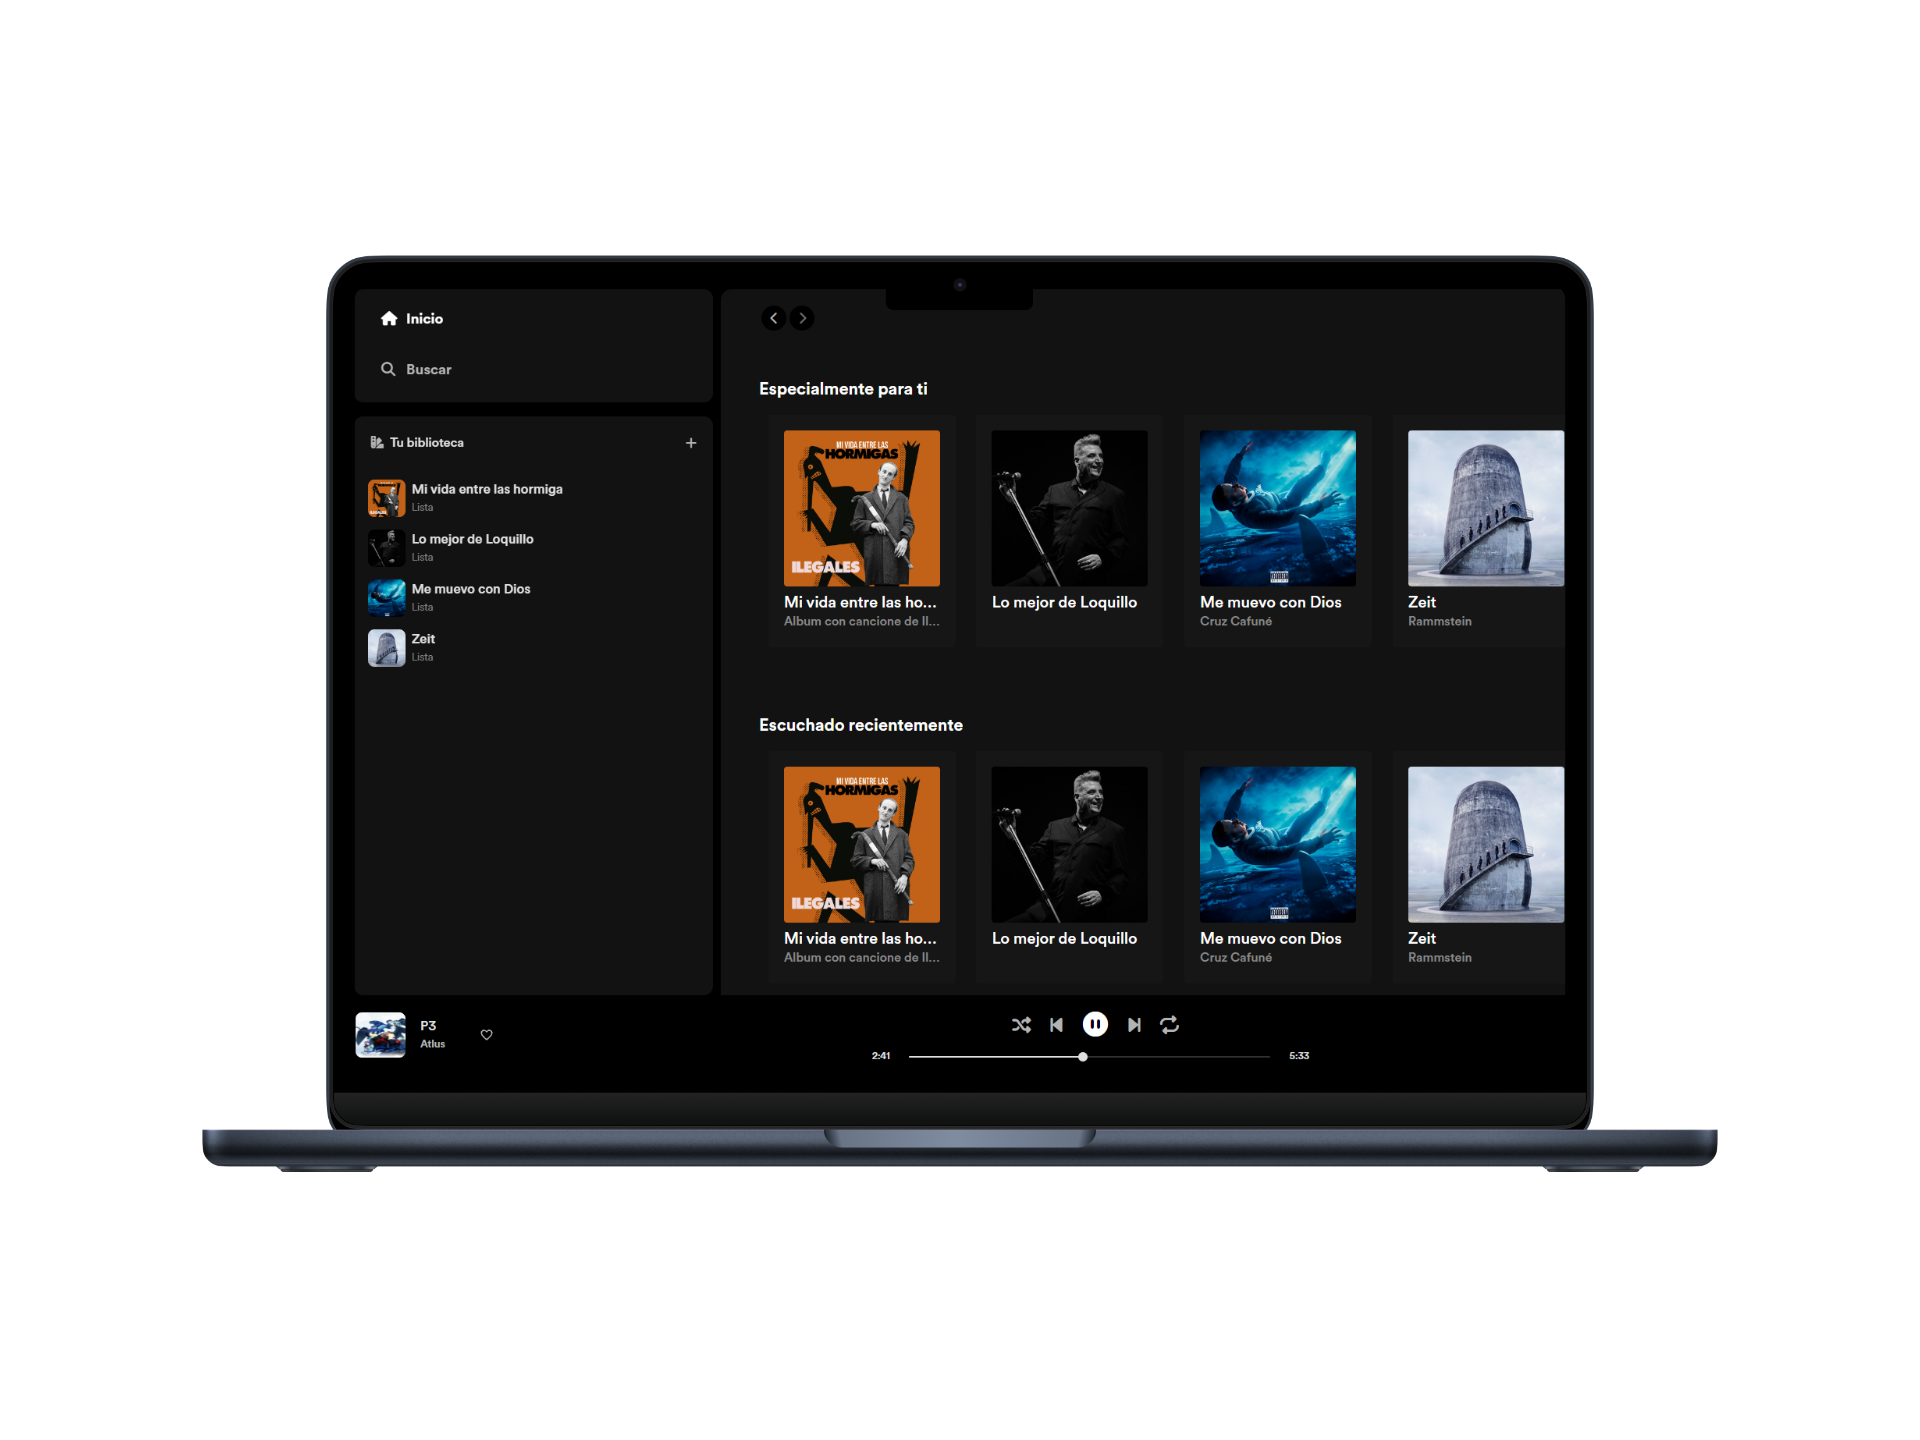 Inicio
Buscar
Tu biblioteca
Mi vida entre las hormiga
Lista
Lo mejor de Loquillo
Lista
Me muevo con Dios
Lista
Zeit
Lista
Especialmente para ti
MI VIDA ENTRE LAS
HORMIGAS
ILEGALES
Mi vida entre las ho...
Album con cancione de Il...
Lo mejor de Loquillo
Me muevo con Dios
Cruz Cafuné
Zeit
Rammstein
Escuchado recientemente
MI VIDA ENTRE LAS
HORMIGAS
ILEGALES
Mi vida entre las ho...
Album con cancione de Il...
Lo mejor de Loquillo
Me muevo con Dios
Cruz Cafuné
Zeit
Rammstein
P3
Atlus
2:41
5:33